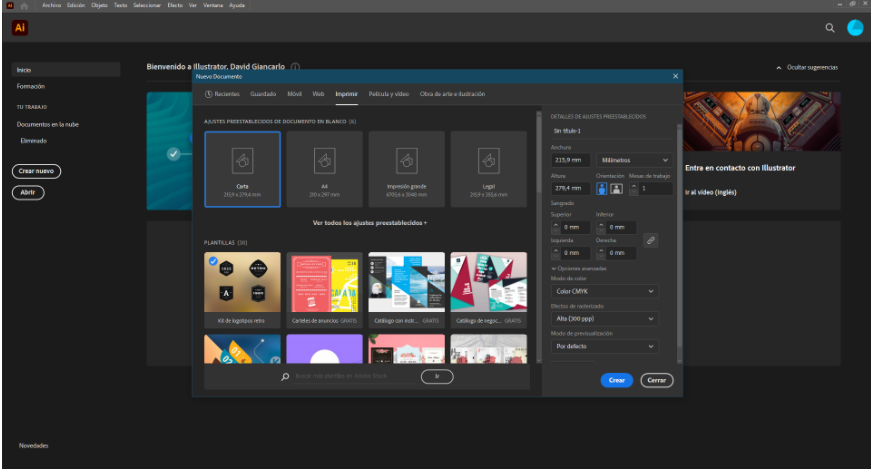 Ai
Archivo Edición Objeto Texto Seleccionar Efecto Ver Ventana Ayuda
Ai
Inicio
Formación
TU TRABAJO
Documentos en la nube
Eliminado
Crear nuevo
Abrir
Novedades
Bienvenido a Illustrator, David Giancarlo
Ocultar sugerencias
Nuevo Documento
Recientes Guardado Móvil Web Imprimir Película y vídeo Obra de arte e ilustración
AJUSTES PREESTABLECIDOS DE DOCUMENTO EN BLANCO (8)
Carta
215,9 x 279,4 mm
A4
210 x 297 mm
Impresión grande
Legal
215,9 x 355,6 mm
Ver todos los ajustes preestablecidos +
PLANTILLAS (30)
Kit de logotipos retro
Carteles de anuncios GRATIS
Catálogo con estr... GRATIS
Catálogo de negoc... GRATIS
Buscar más plantillas en Adobe Stock
Ir
DETALLES DE AJUSTES PREESTABLECIDOS
Sin título-1
Anchura
215,9 mm Milímetros
Altura Orientación Mesas de trabajo
279,4 mm 1
Sangrado
Superior Inferior
0 mm 0 mm
Izquierda Derecha
0 mm 0 mm
Opciones avanzadas
Modo de color
Color CMYK
Efectos de rasterizado
Alta (300 ppp)
Modo de previsualización
Por defecto
Crear Cerrar
Entra en contacto con Illustrator
Ir al vídeo (inglés)